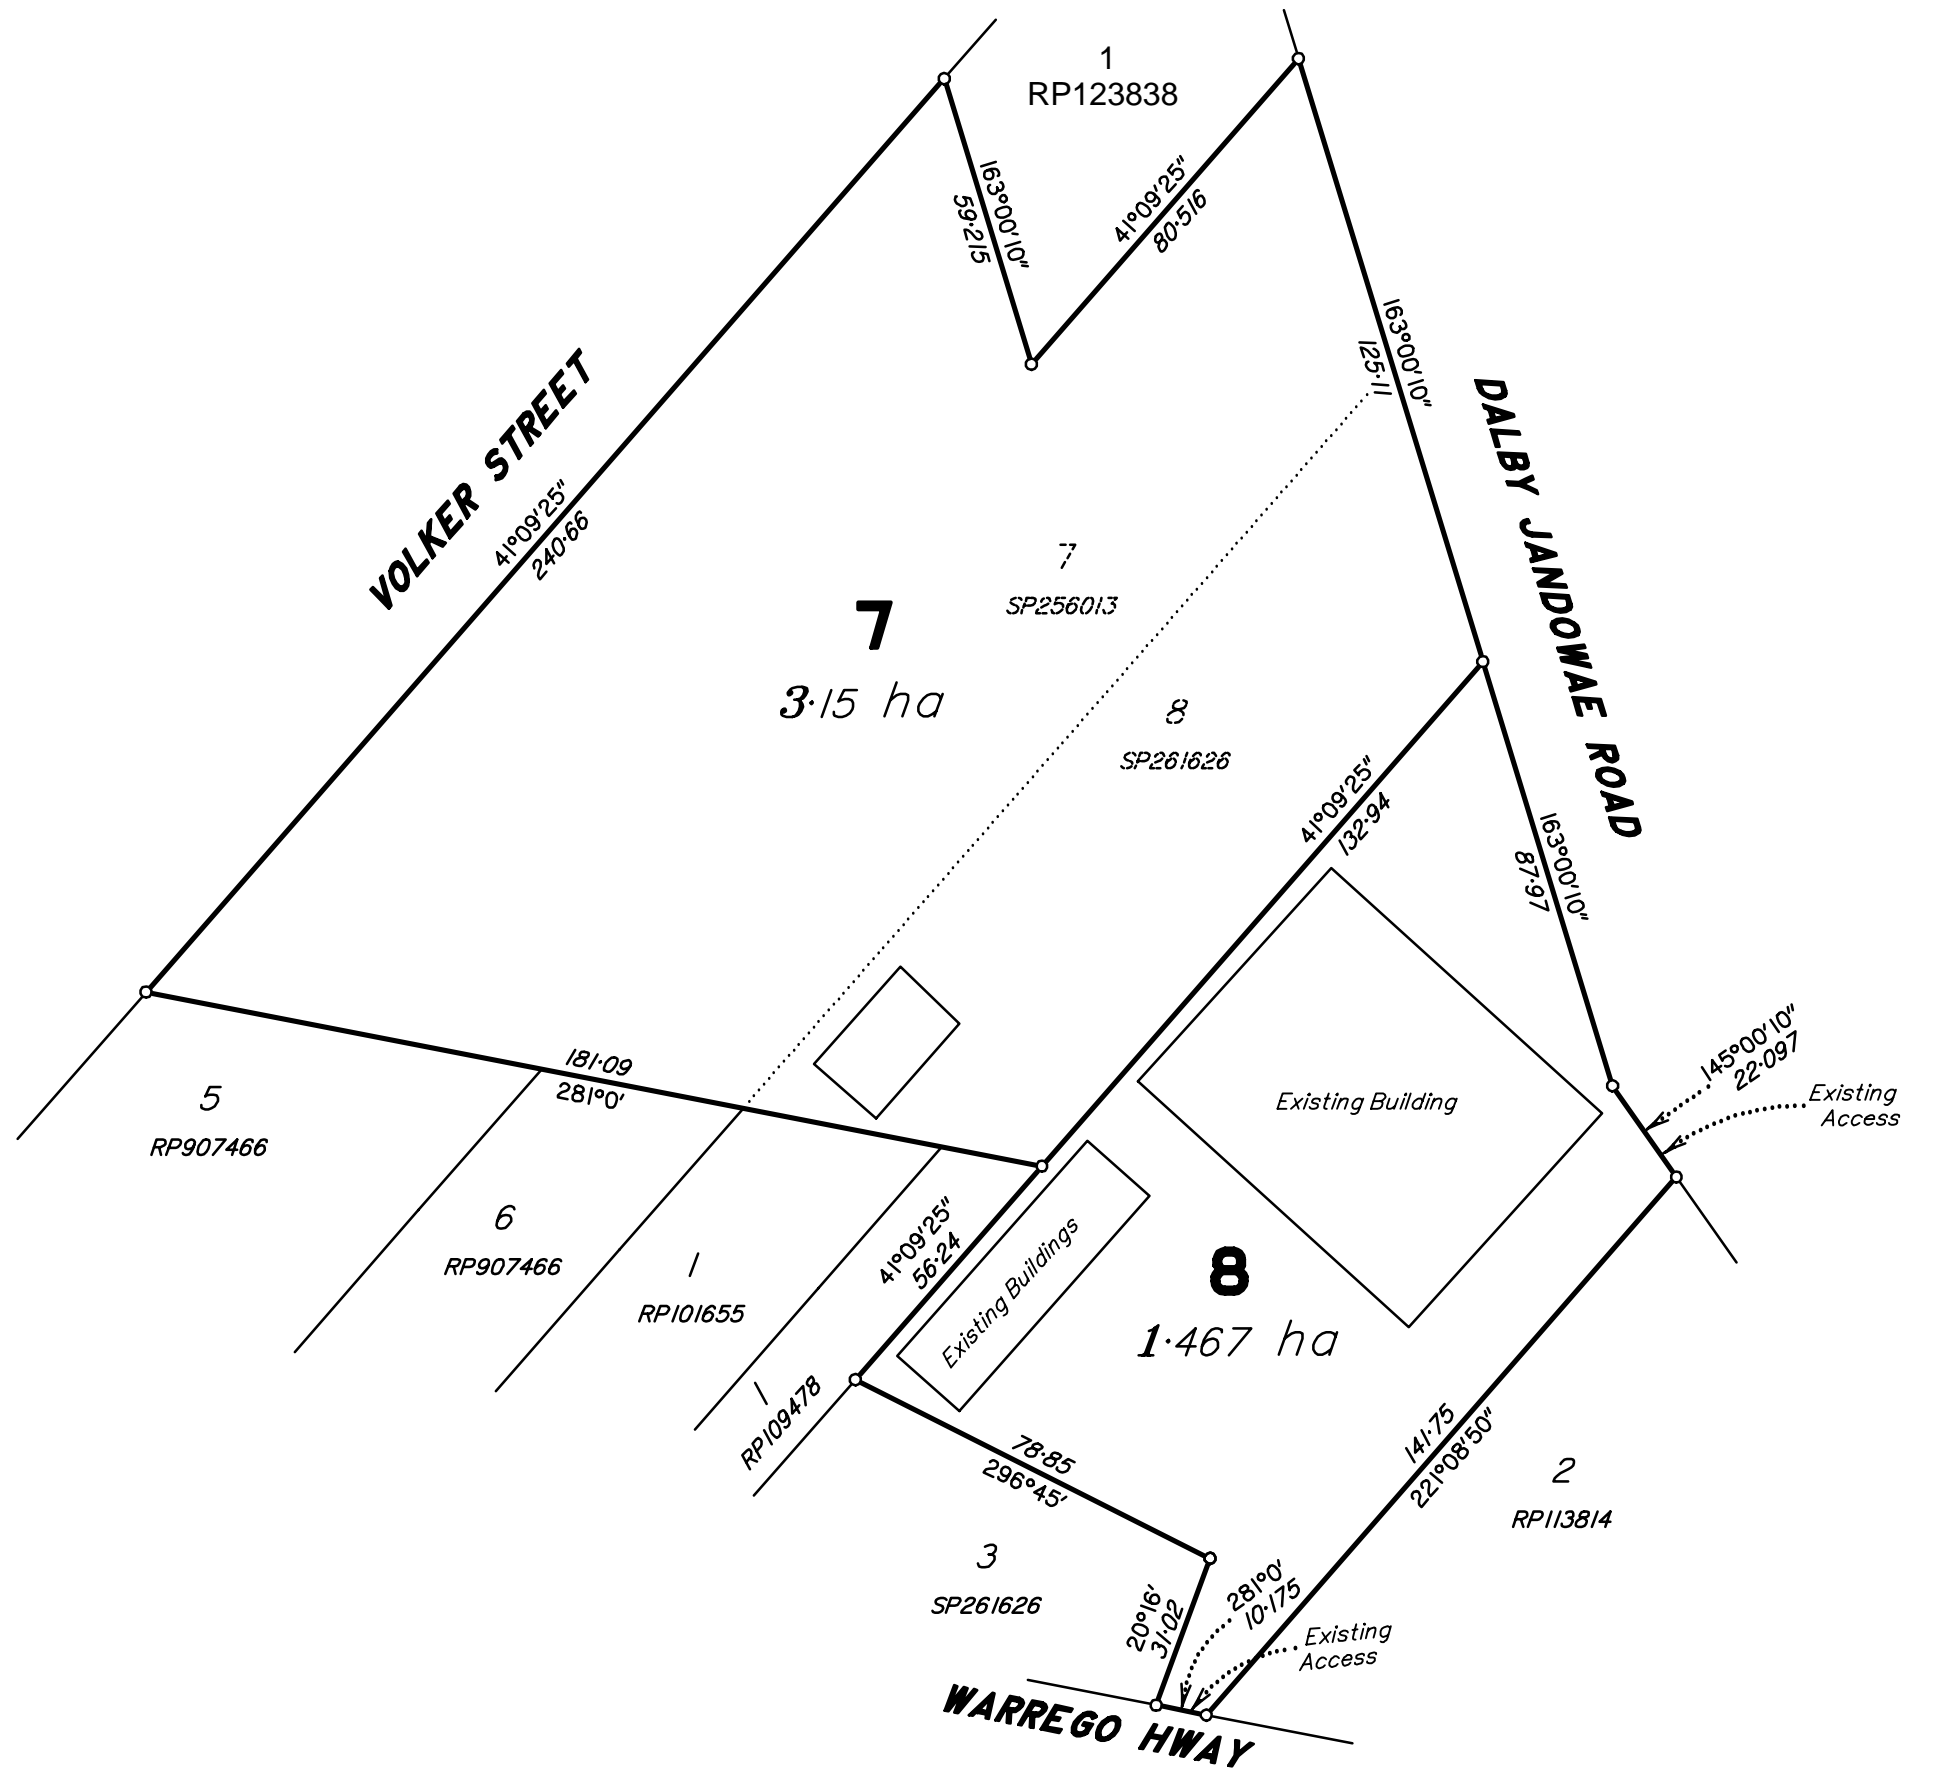 1
RP123838
163°00'10"
59·215
41°09'25"
80·516
163°00'10"
125·11
VOLKER STREET
41°09'25"
240·66
DALBY JANDOWAE ROAD
7
SP256013
7
3·15 ha
8
SP261626
41°09'25"
132·94
163°00'10"
87·97
145°00'10"
22·097
Existing
Access
181·09
281°0'
5
RP907466
Existing Building
6
RP907466
1
RP101655
41°09'25"
56·24
Existing Buildings
8
1·467 ha
1
RP109478
78·85
296°45'
141·75
221°08'50"
2
RP113814
3
SP261626
20°16'
31·02
281°0'
10·175
Existing
Access
WARREGO HWAY